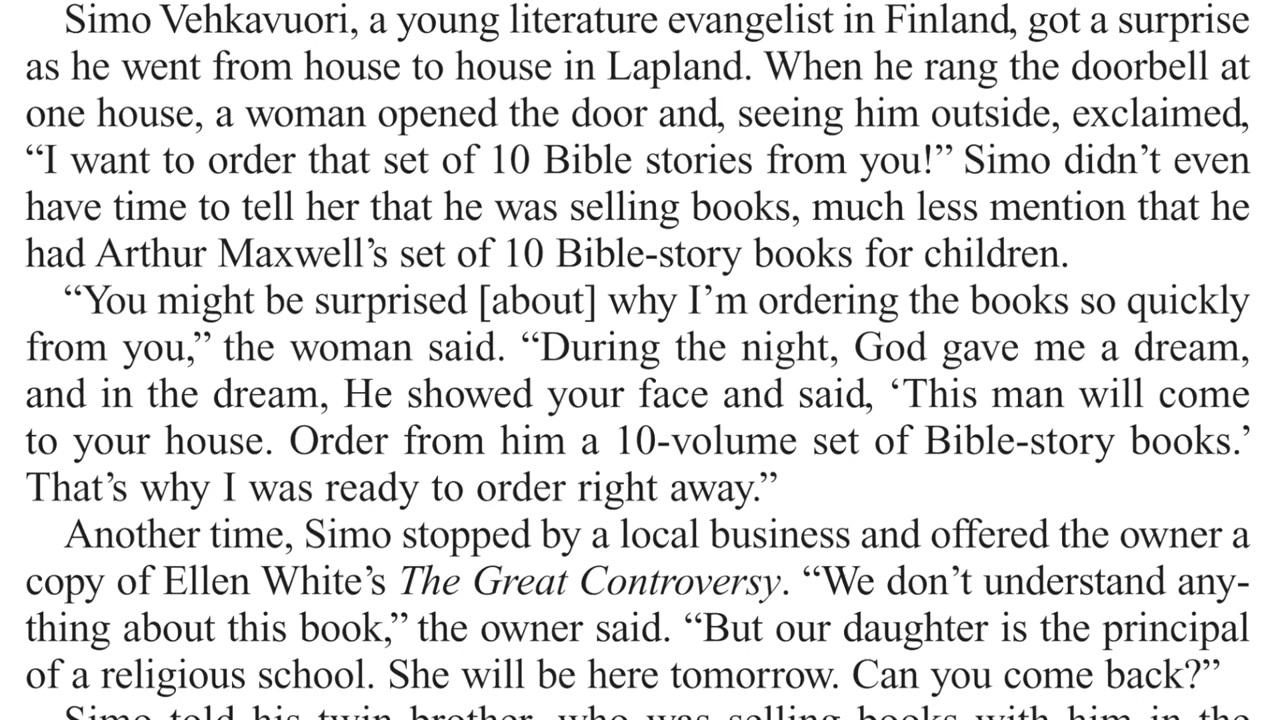 Simo Vehkavuori, a young literature evangelist in Finland, got a surprise
as he went from house to house in Lapland. When he rang the doorbell at
one house, a woman opened the door and, seeing him outside, exclaimed,
“I want to order that set of 10 Bible stories from you!” Simo didn’t even
have time to tell her that he was selling books, much less mention that he
had Arthur Maxwell’s set of 10 Bible-story books for children.
“You might be surprised [about] why I’m ordering the books so quickly
from you,” the woman said. “During the night, God gave me a dream,
and in the dream, He showed your face and said, ‘This man will come
to your house. Order from him a 10-volume set of Bible-story books.’
That’s why I was ready to order right away.”
Another time, Simo stopped by a local business and offered the owner a
copy of Ellen White’s The Great Controversy. “We don’t understand any-
thing about this book,” the owner said. “But our daughter is the principal
of a religious school. She will be here tomorrow. Can you come back?”
Simo told his twin brother, who was selling books with him in the